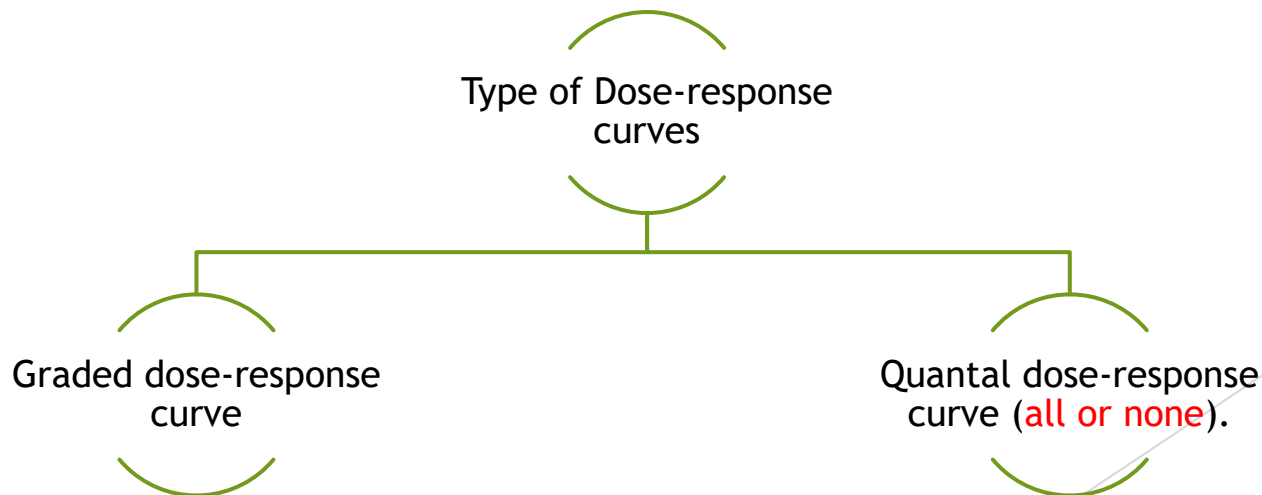 Type of Dose-response
curves
Graded dose-response
curve
Quantal dose-response
curve (all or none).